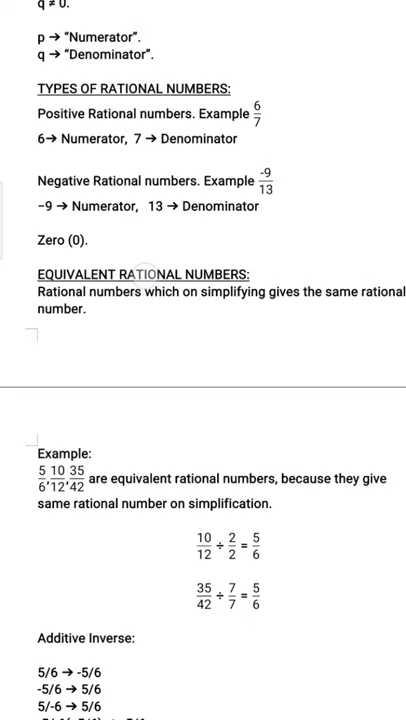 q ≠ 0.
p → “Numerator”.
q → “Denominator”.
TYPES OF RATIONAL NUMBERS:
Positive Rational numbers. Example 6/7
6→ Numerator, 7 → Denominator
Negative Rational numbers. Example -9/13
−9 → Numerator, 13 → Denominator
Zero (0).
EQUIVALENT RATIONAL NUMBERS:
Rational numbers which on simplifying gives the same rational
number.
Example:
5/6, 10/12, 35/42 are equivalent rational numbers, because they give
same rational number on simplification.
10/12 ÷ 2/2 = 5/6
35/42 ÷ 7/7 = 5/6
Additive Inverse:
5/6 → -5/6
-5/6 → 5/6
5/-6 → 5/6